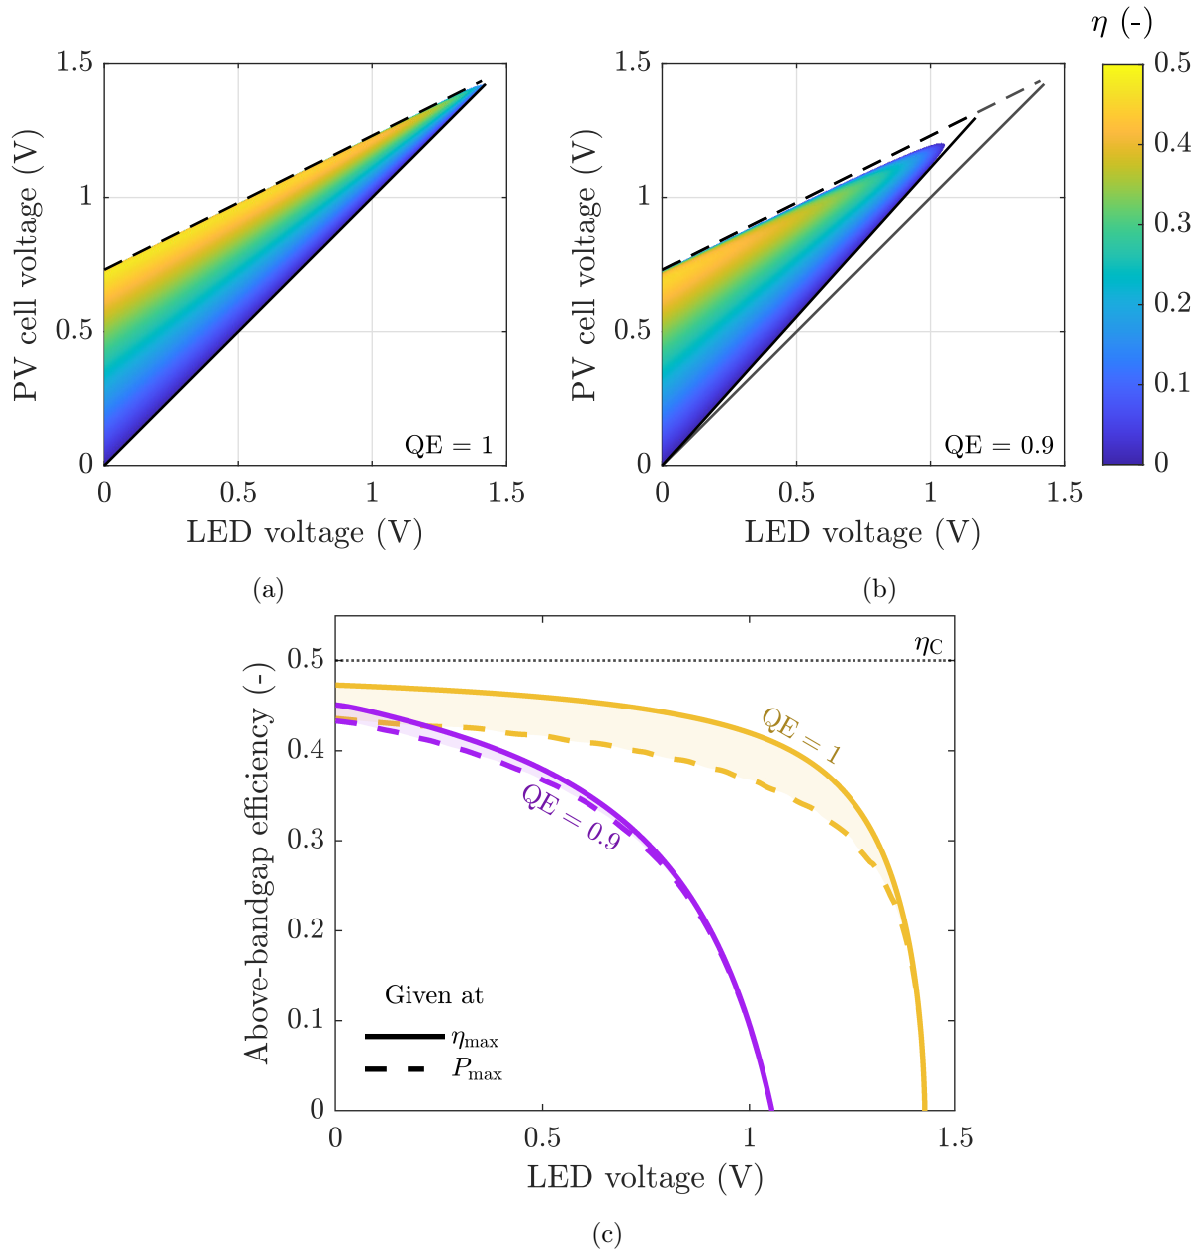 η (-)
1.5
1
0.5
0
PV cell voltage (V)
QE = 1
0
0.5
1
1.5
LED voltage (V)
(a)
1.5
1
0.5
0
PV cell voltage (V)
QE = 0.9
0
0.5
1
1.5
LED voltage (V)
(b)
0.5
0.4
0.3
0.2
0.1
0
η_C
0.5
0.4
0.3
0.2
0.1
0
Above-bandgap efficiency (-)
QE = 1
QE = 0.9
Given at
η_max
P_max
0
0.5
1
1.5
LED voltage (V)
(c)